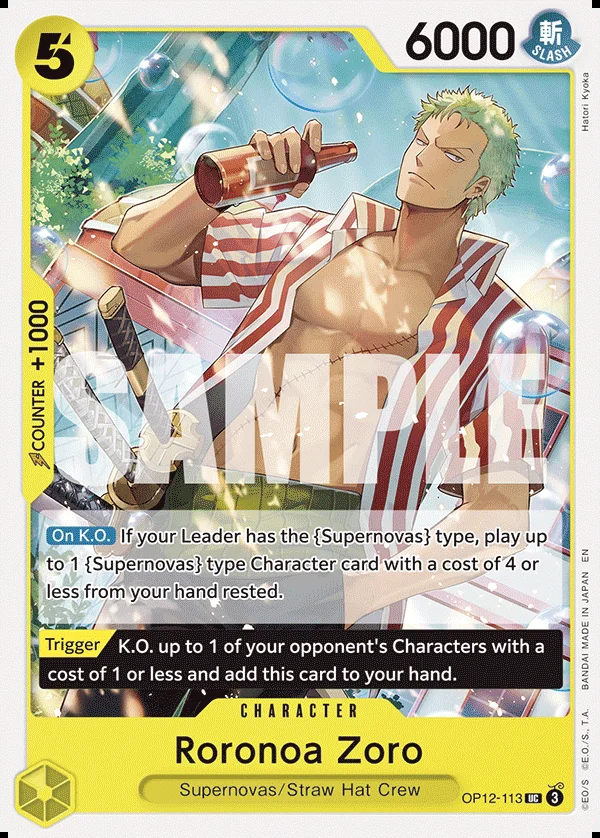 5
6000
斬
SLASH
Hatori Kyoka
COUNTER +1000
SAMPLE
On K.O. If your Leader has the {Supernovas} type, play up
to 1 {Supernovas} type Character card with a cost of 4 or
less from your hand rested.
Trigger K.O. up to 1 of your opponent's Characters with a
cost of 1 or less and add this card to your hand.
CHARACTER
Roronoa Zoro
Supernovas/Straw Hat Crew
OP12-113 UC 3
©E.O/S ©E.O./S., T.A. BANDAI MADE IN JAPAN EN